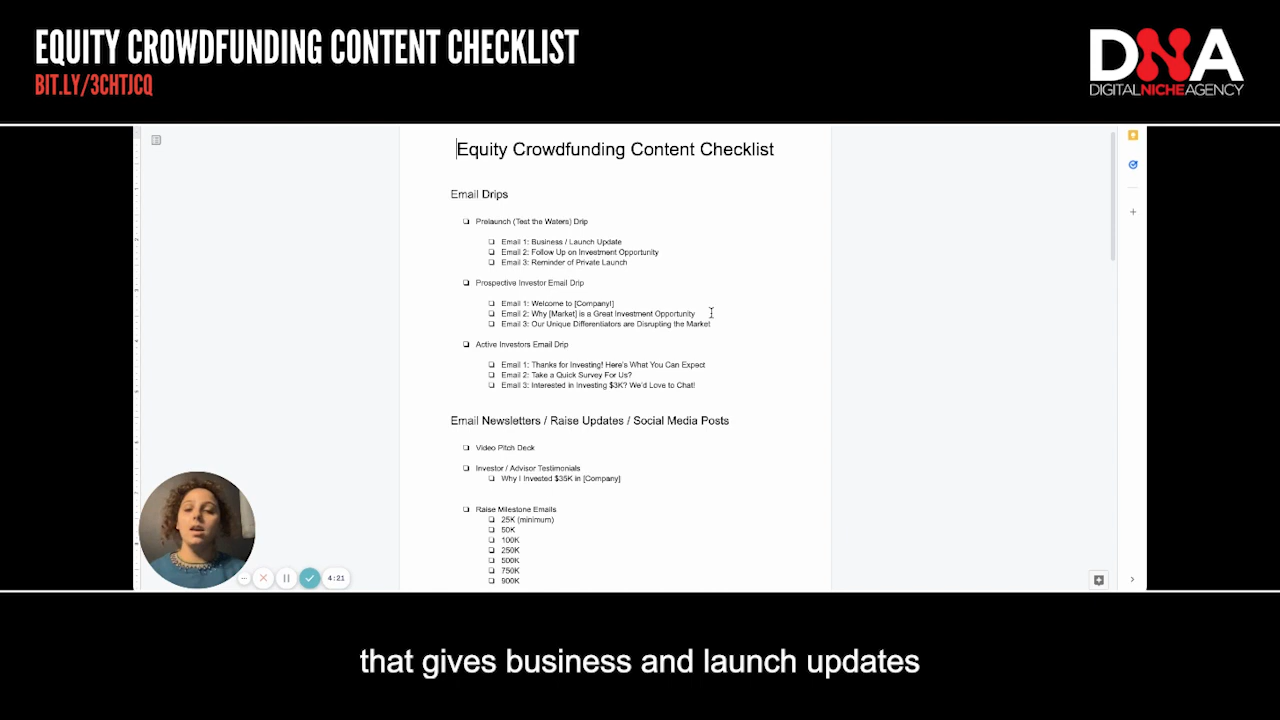 EQUITY CROWDFUNDING CONTENT CHECKLIST
BIT.LY/3CHTJCQ
DNA
DIGITALNICHEAGENCY
Equity Crowdfunding Content Checklist
Email Drips
Prelaunch (Test the Waters) Drip
Email 1: Business / Launch Update
Email 2: Follow Up on Investment Opportunity
Email 3: Reminder of Private Launch
Prospective Investor Email Drip
Email 1: Welcome to [Company!]
Email 2: Why [Market] is a Great Investment Opportunity
Email 3: Our Unique Differentiators are Disrupting the Market
Active Investors Email Drip
Email 1: Thanks for Investing! Here's What You Can Expect
Email 2: Take a Quick Survey For Us?
Email 3: Interested in Investing $3K? We'd Love to Chat!
Email Newsletters / Raise Updates / Social Media Posts
Video Pitch Deck
Investor / Advisor Testimonials
Why I Invested $35K in [Company]
Raise Milestone Emails
25K (minimum)
50K
100K
250K
500K
750K
900K
4:21
that gives business and launch updates